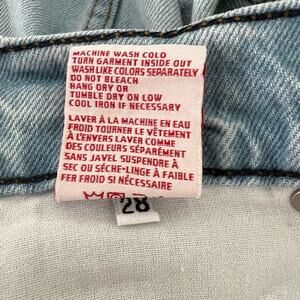 MACHINE WASH COLD
TURN GARMENT INSIDE OUT
WASH LIKE COLORS SEPARATELY
DO NOT BLEACH
HANG DRY OR
TUMBLE DRY ON LOW
COOL IRON IF NECESSARY
LAVER À LA MACHINE EN EAU
FROID TOURNER LE VÊTEMENT
À L'ENVERS LAVER COMME
DES COULEURS SÉPARÉMENT
SANS JAVEL SUSPENDRE À
SEC OU SÉCHE-LINGE À FAIBLE
FER FROID SI NÉCESSAIRE
28